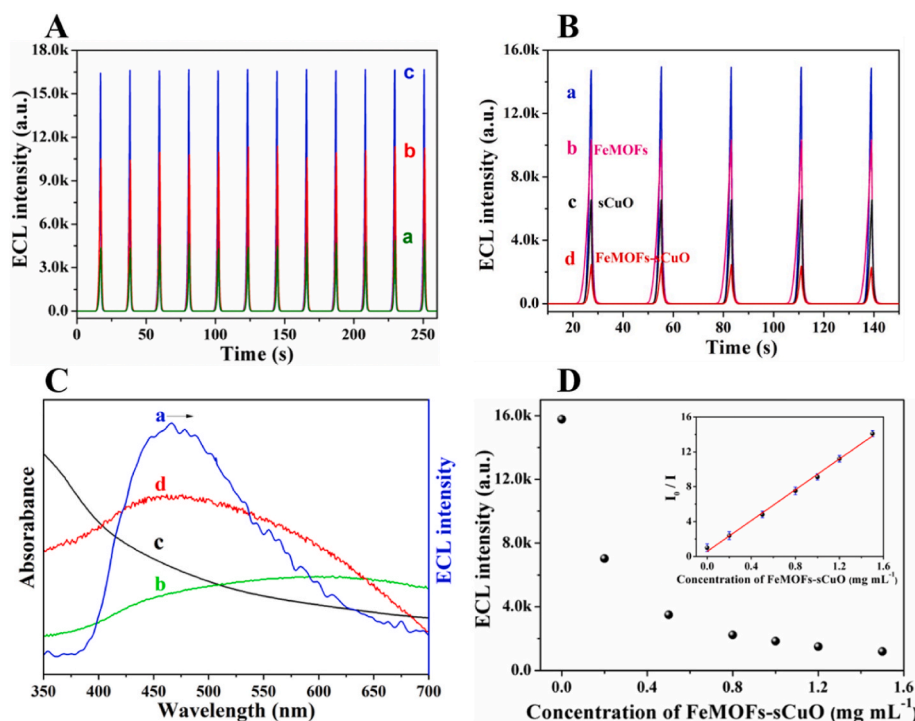 A
18.0k
15.0k
12.0k
9.0k
6.0k
3.0k
0.0
ECL intensity (a.u.)
c
b
a
0 50 100 150 200 250
Time (s)
B
16.0k
12.0k
8.0k
4.0k
0.0
ECL intensity (a.u.)
a
b FeMOFs
c sCuO
d FeMOFs-sCuO
20 40 60 80 100 120 140
Time (s)
C
Absorabance
ECL intensity
a
d
c
b
350 400 450 500 550 600 650 700
Wavelength (nm)
D
16.0k
12.0k
8.0k
4.0k
0.0
ECL intensity (a.u.)
16
12
8
4
0
I₀ / I
0.0 0.4 0.8 1.2 1.6
Concentration of FeMOFs-sCuO (mg mL⁻¹)
0.0 0.4 0.8 1.2 1.6
Concentration of FeMOFs-sCuO (mg mL⁻¹)